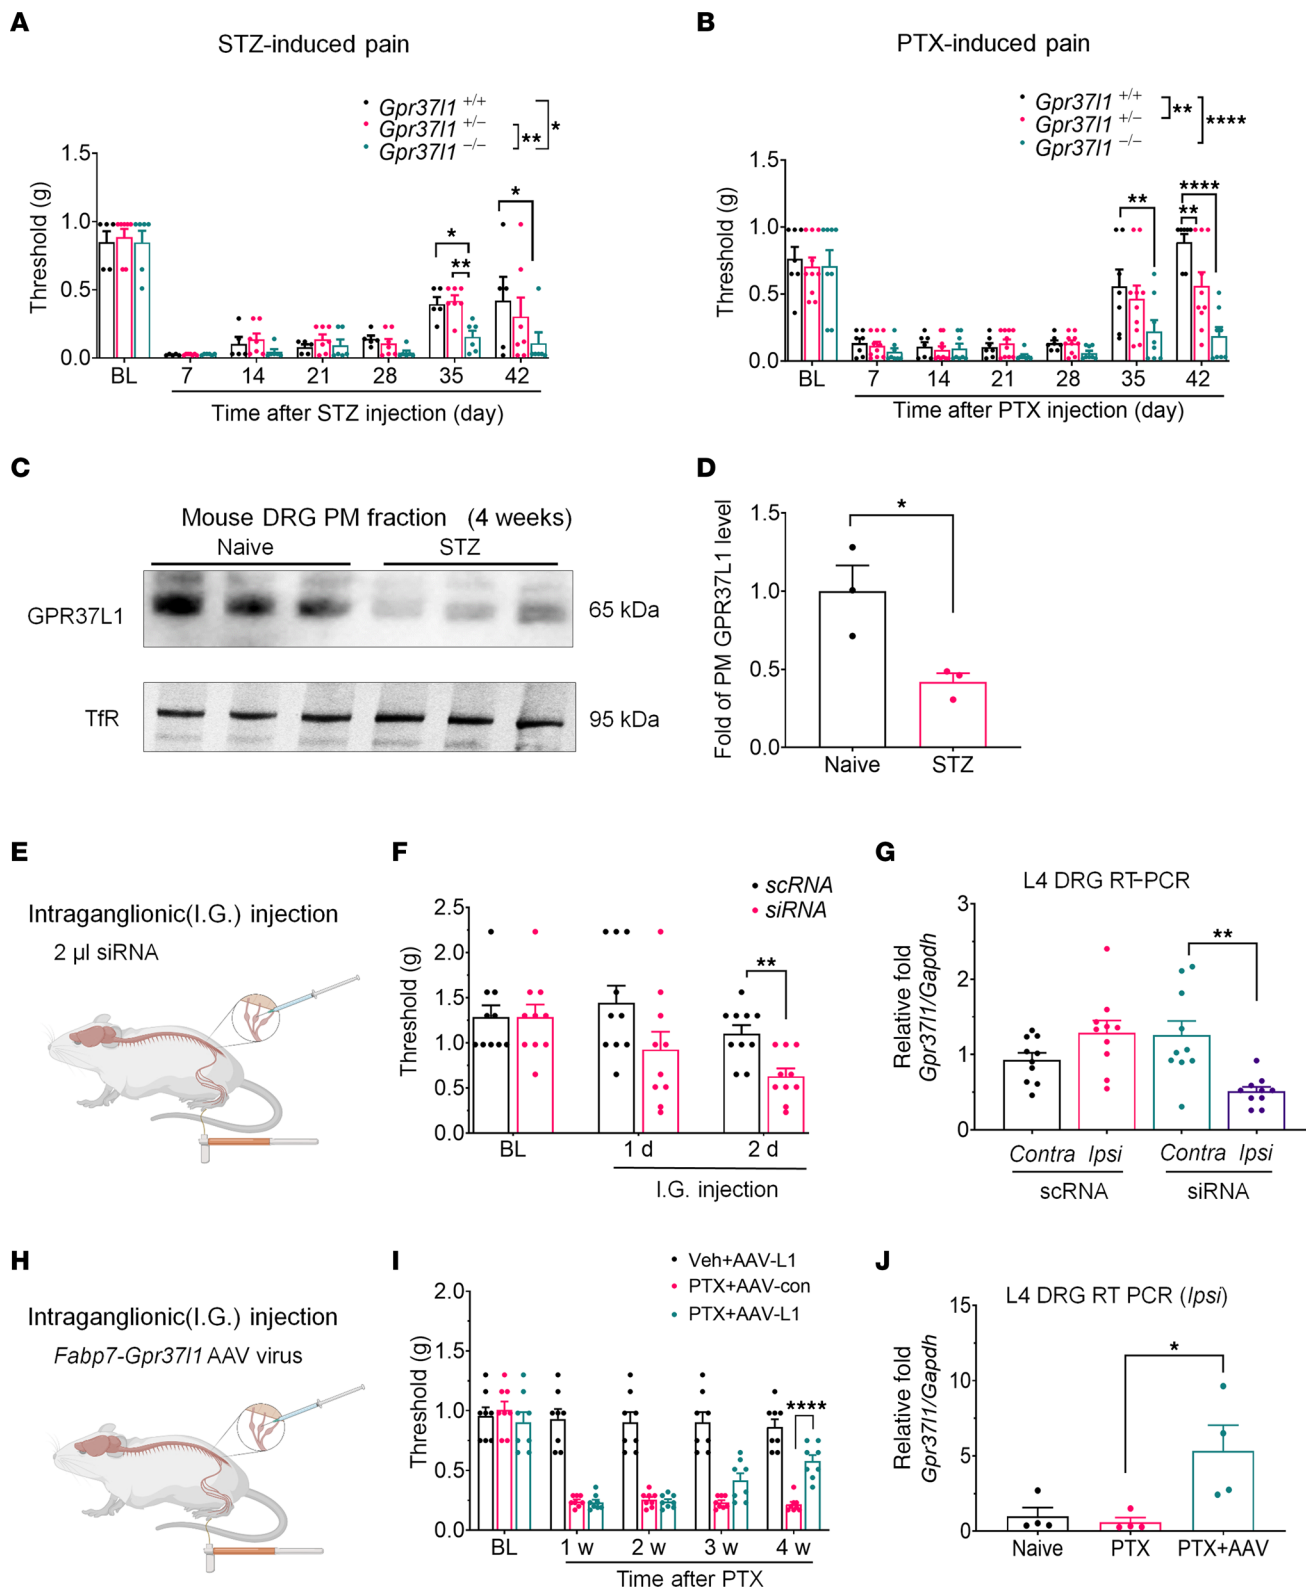 A
STZ-induced pain
Gpr37l1 +/+
Gpr37l1 +/−
Gpr37l1 −/−
** *
Threshold (g)
1.5
1.0
0.5
0.0
* ** *
BL 7 14 21 28 35 42
Time after STZ injection (day)
B
PTX-induced pain
Gpr37l1 +/+
Gpr37l1 +/−
Gpr37l1 −/−
** ****
Threshold (g)
1.5
1.0
0.5
0.0
** **** **
BL 7 14 21 28 35 42
Time after PTX injection (day)
C
Mouse DRG PM fraction (4 weeks)
Naive STZ
GPR37L1 65 kDa
TfR 95 kDa
D
Fold of PM GPR37L1 level
1.5
1.0
0.5
0.0
*
Naive STZ
E
Intraganglionic(I.G.) injection
2 µl siRNA
F
scRNA
siRNA
Threshold (g)
2.5
2.0
1.5
1.0
0.5
0.0
**
BL 1 d 2 d
I.G. injection
G
L4 DRG RT-PCR
Relative fold
Gpr37l1/Gapdh
3
2
1
0
**
Contra Ipsi Contra Ipsi
scRNA siRNA
H
Intraganglionic(I.G.) injection
Fabp7-Gpr37l1 AAV virus
I
Veh+AAV-L1
PTX+AAV-con
PTX+AAV-L1
Threshold (g)
2.0
1.5
1.0
0.5
0.0
****
BL 1 w 2 w 3 w 4 w
Time after PTX
J
L4 DRG RT PCR (Ipsi)
Relative fold
Gpr37l1/Gapdh
15
10
5
0
*
Naive PTX PTX+AAV